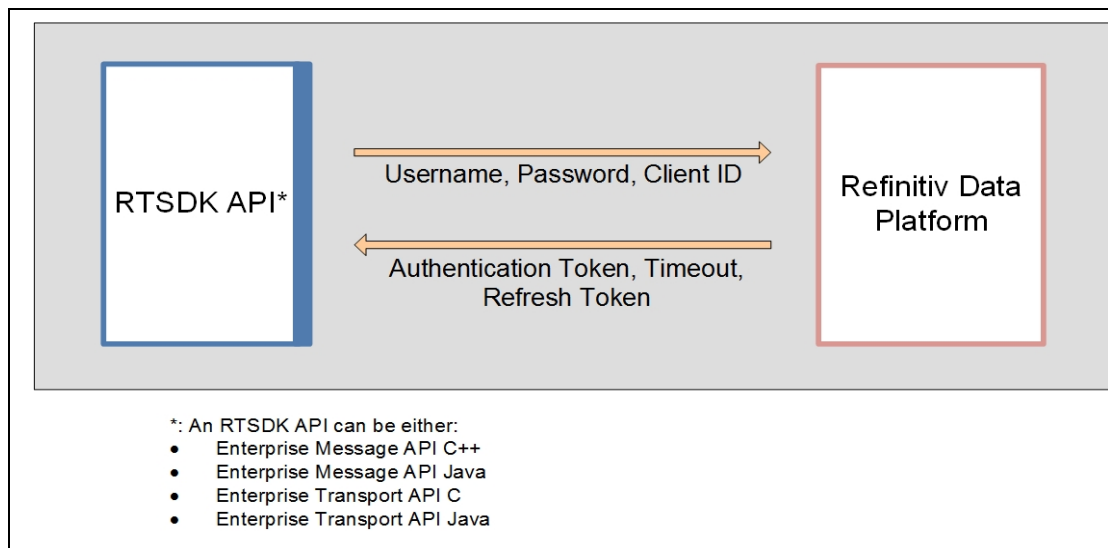 RTSDK API*
Username, Password, Client ID
Authentication Token, Timeout,
Refresh Token
Refinitiv Data
Platform
*: An RTSDK API can be either:
● Enterprise Message API C++
● Enterprise Message API Java
● Enterprise Transport API C
● Enterprise Transport API Java